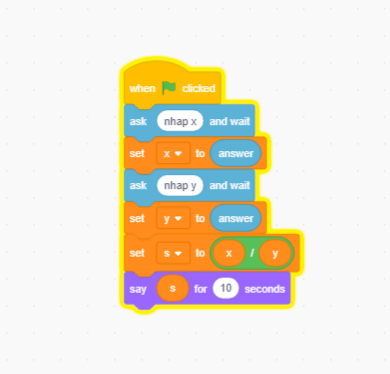 when clicked
ask nhap x and wait
set x to answer
ask nhap y and wait
set y to answer
set s to x / y
say s for 10 seconds